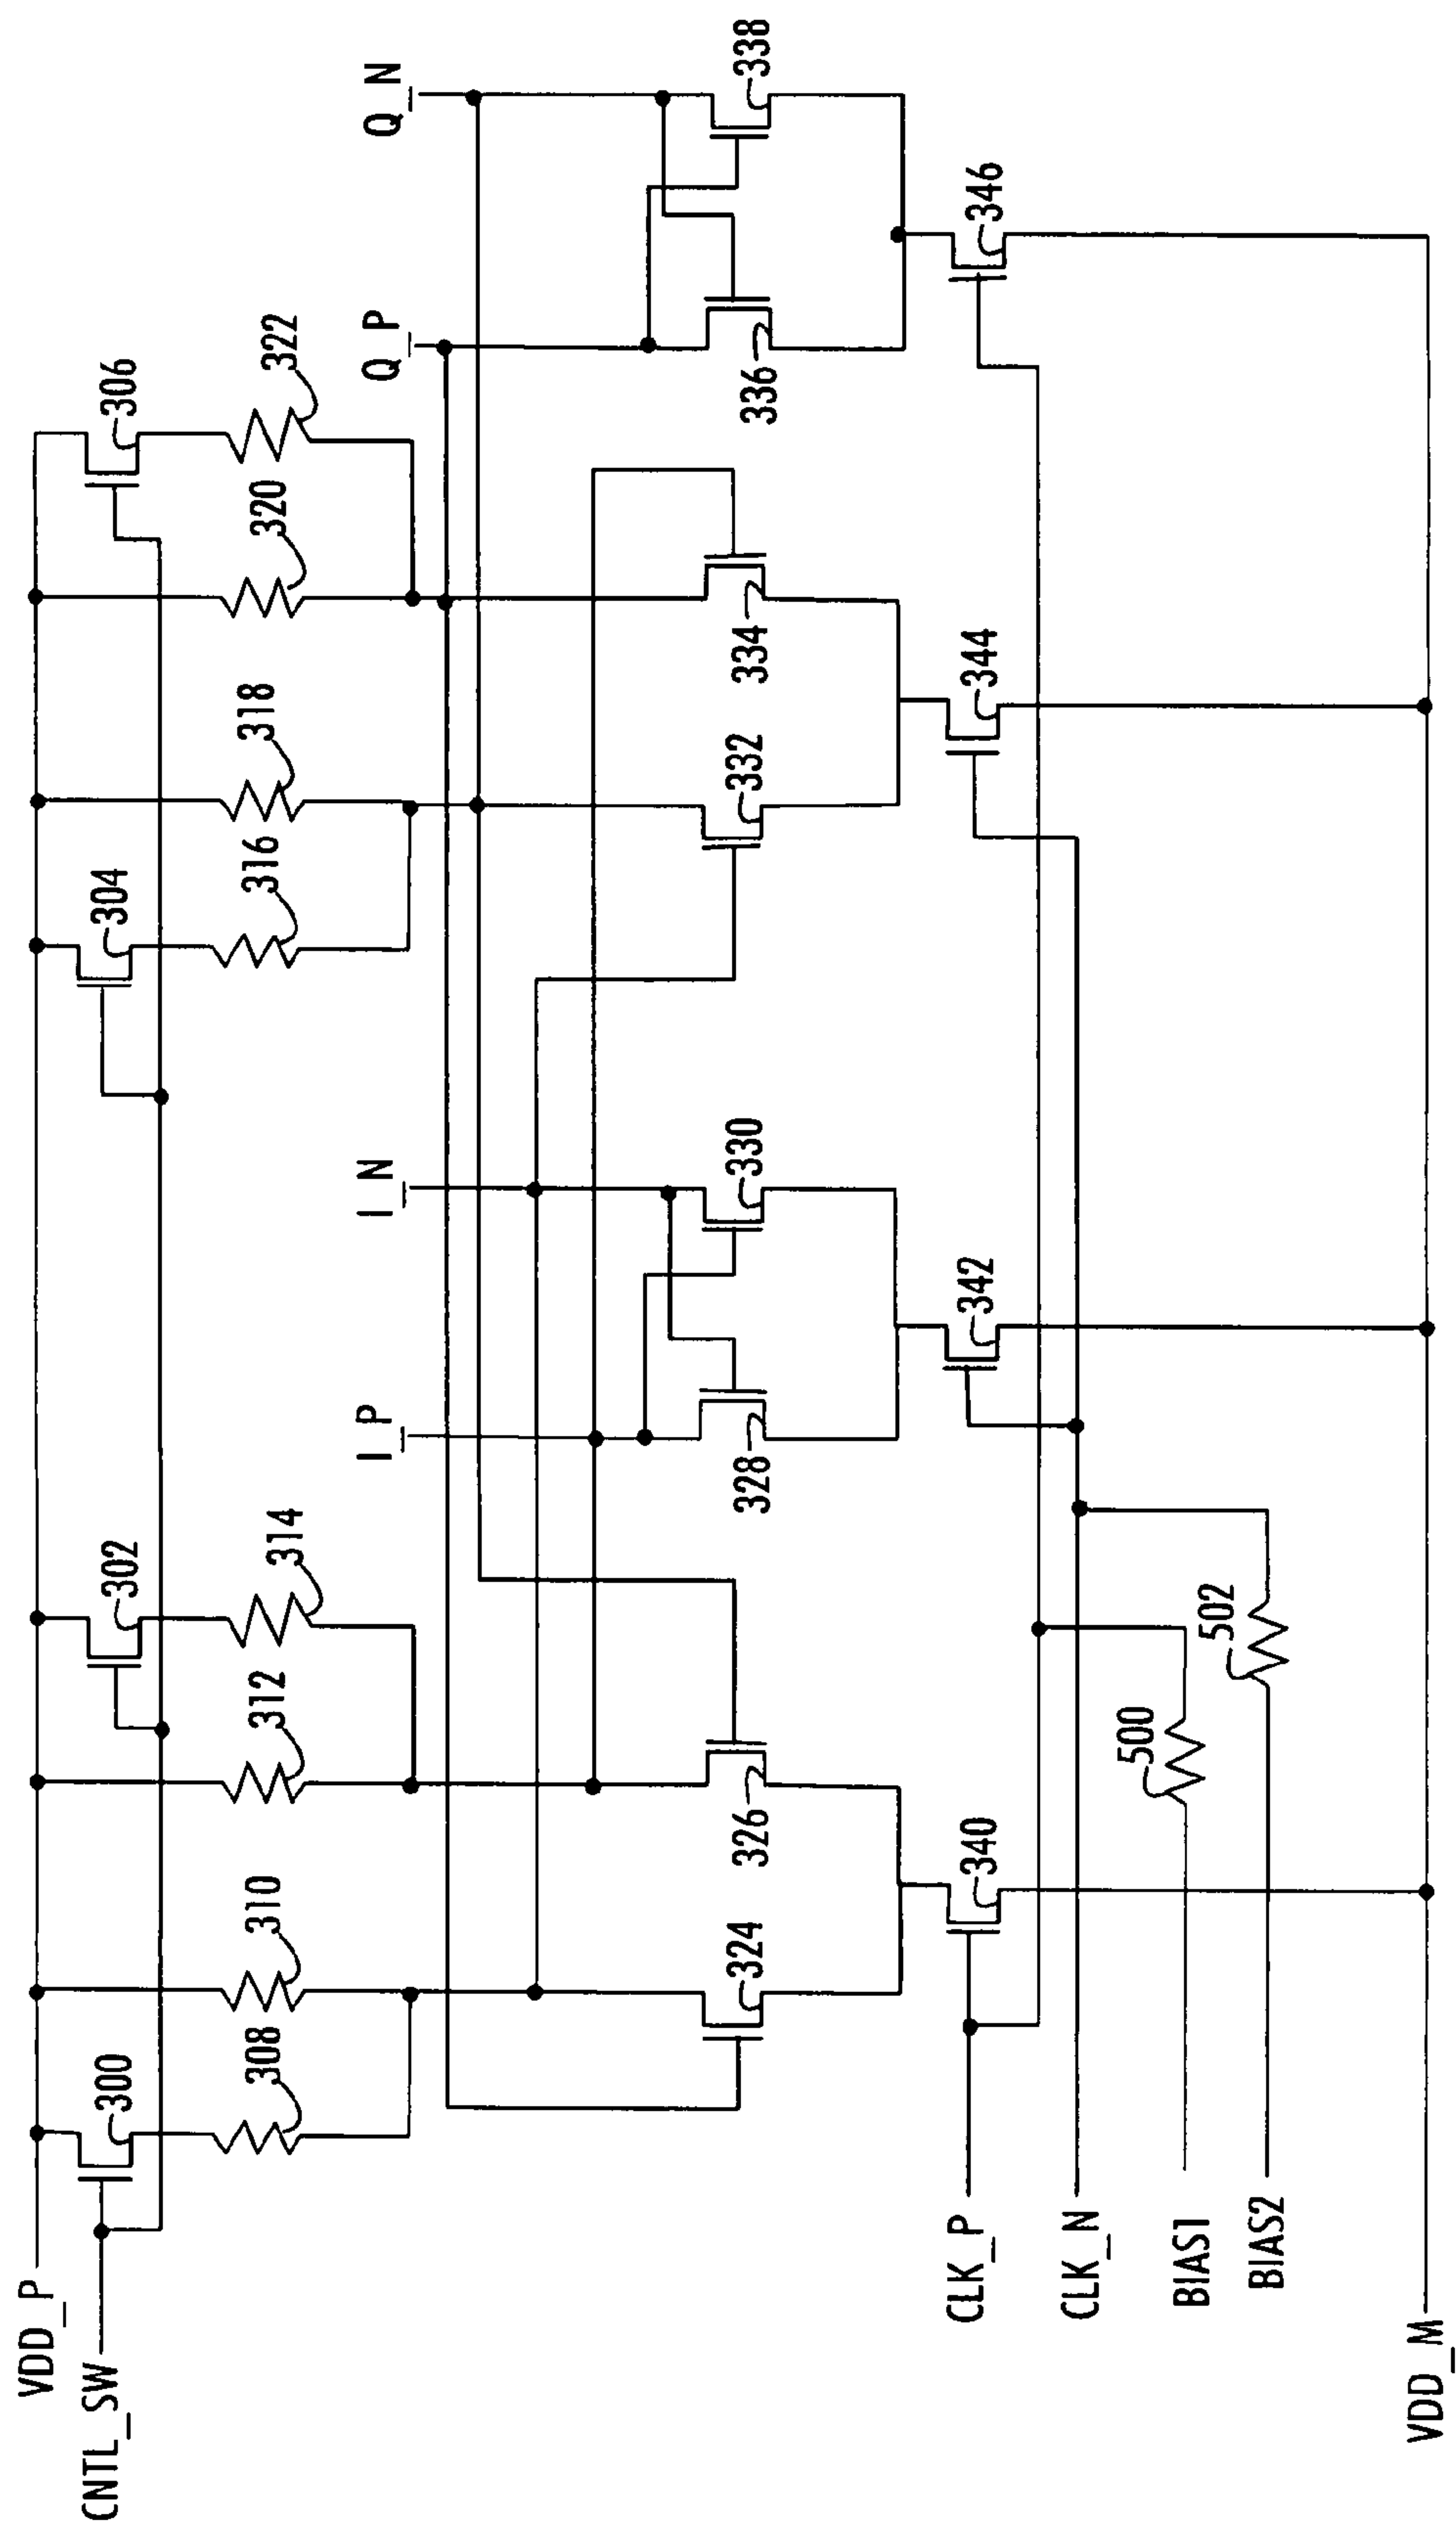 VDD_P
CNTL_SW
300
302
304
306
308
310
312
314
316
318
320
322
I_P
I_N
Q_P
Q_N
324
326
328
330
332
334
336
338
340
342
344
346
CLK_P
CLK_N
BIAS1
BIAS2
500
502
VDD_M